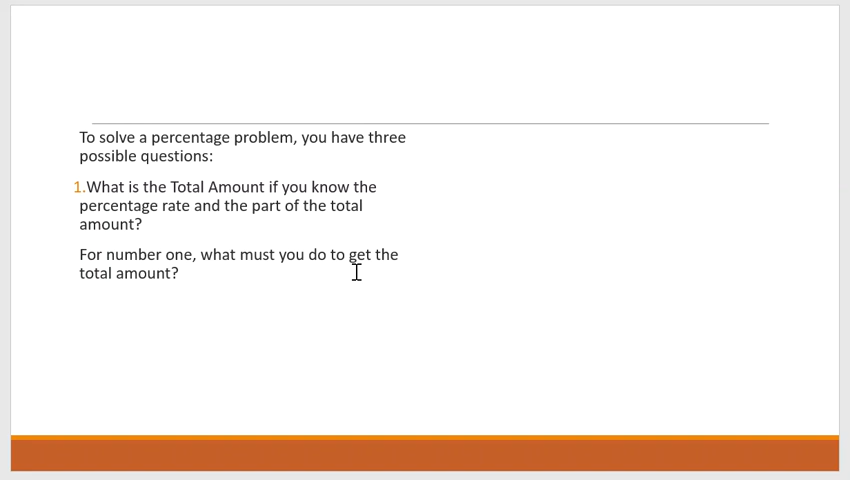 To solve a percentage problem, you have three
possible questions:
1.What is the Total Amount if you know the
percentage rate and the part of the total
amount?
For number one, what must you do to get the
total amount?